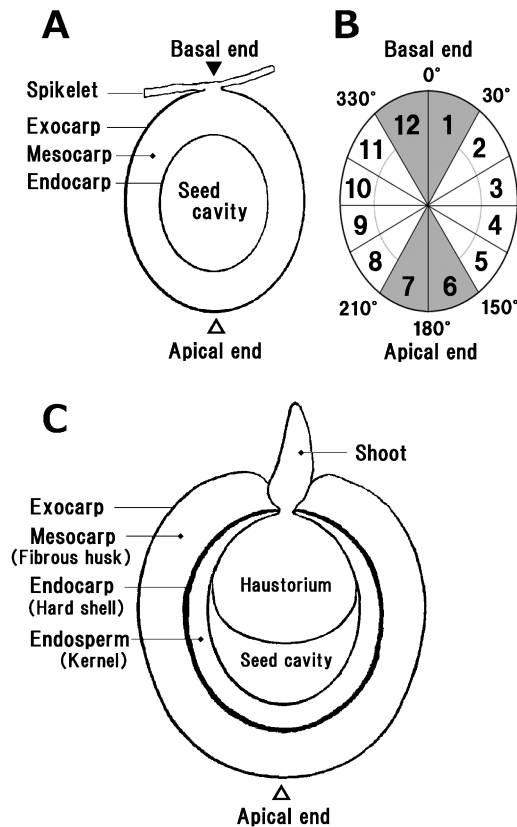 A
Basal end
Spikelet
Exocarp
Mesocarp
Endocarp
Seed
cavity
Apical end
B
Basal end
0°
330°
30°
12
1
11
2
10
3
9
4
8
5
7
6
210°
150°
180°
Apical end
C
Shoot
Exocarp
Mesocarp
(Fibrous husk)
Endocarp
(Hard shell)
Endosperm
(Kernel)
Haustorium
Seed cavity
Apical end